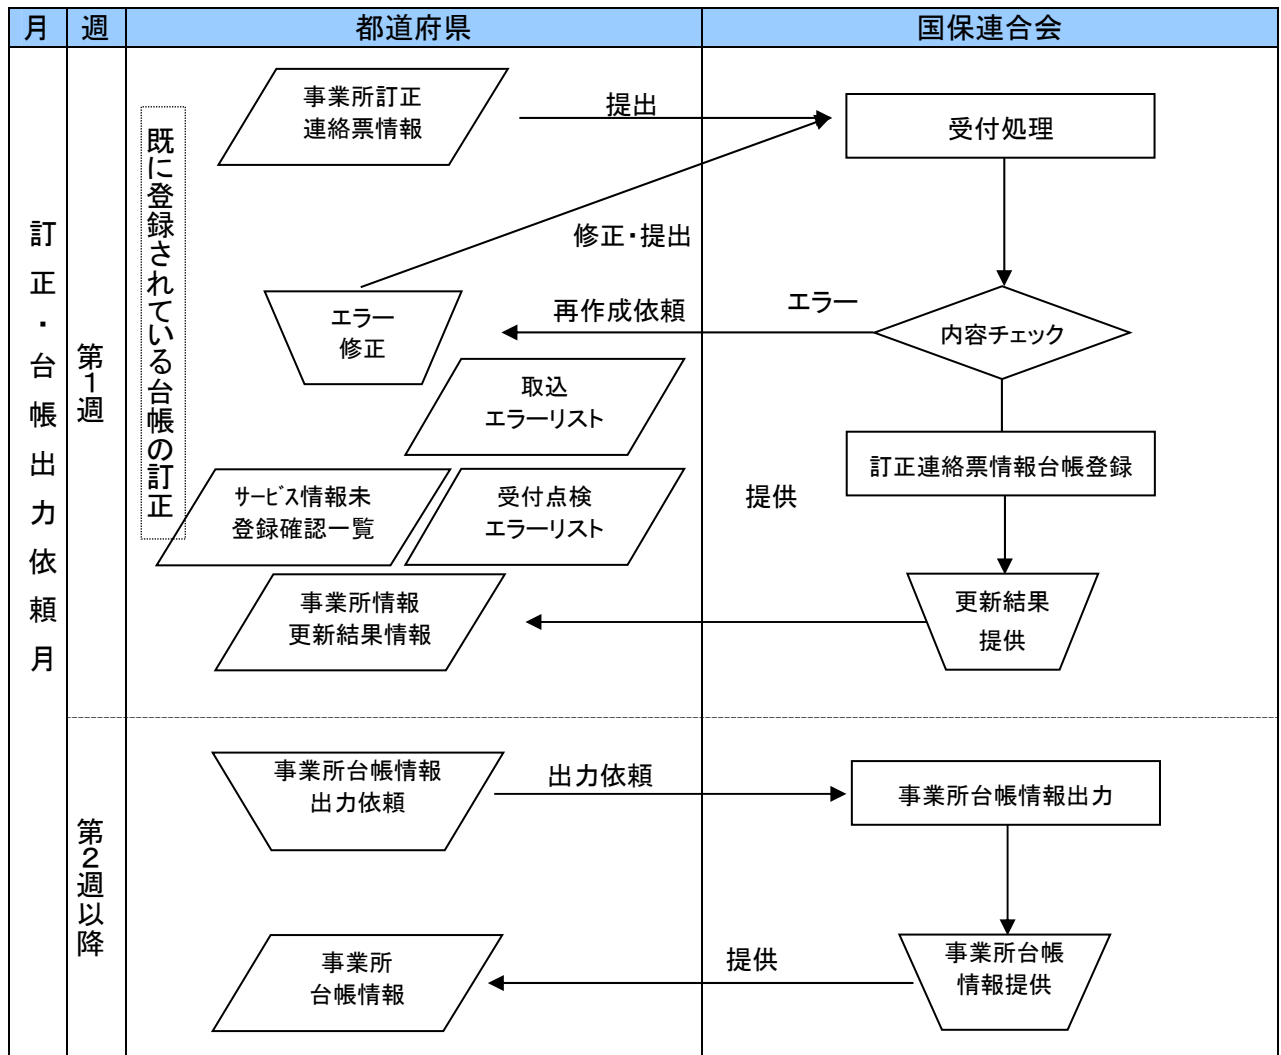 月
週
都道府県
国保連合会
訂正・台帳出力依頼月
第1週
既に登録されている台帳の訂正
事業所訂正
連絡票情報
提出
受付処理
修正・提出
エラー
修正
再作成依頼
エラー
内容チェック
取込
エラーリスト
訂正連絡票情報台帳登録
サービス情報未
登録確認一覧
受付点検
エラーリスト
提供
事業所情報
更新結果情報
更新結果
提供
第2週以降
事業所台帳情報
出力依頼
出力依頼
事業所台帳情報出力
事業所
台帳情報
提供
事業所台帳
情報提供